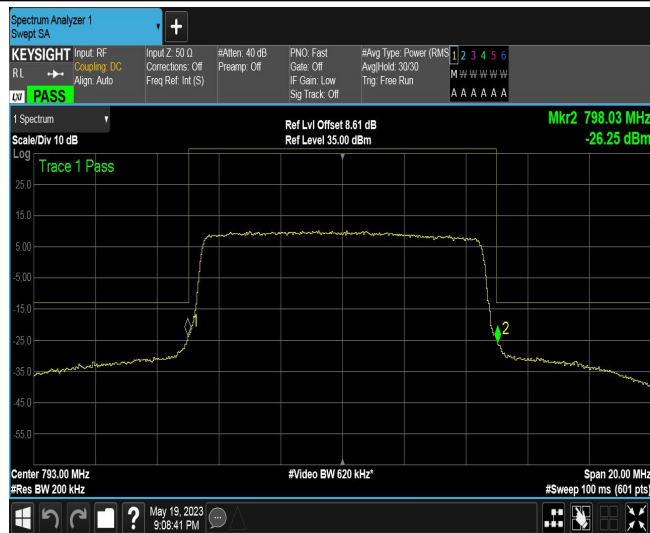 Spectrum Analyzer 1
Swept SA
+
KEYSIGHT
RL
LXI PASS
Input: RF
Coupling: DC
Align: Auto
Input Z: 50 Ω
Corrections: Off
Freq Ref: Int (S)
#Atten: 40 dB
Preamp: Off
PNO: Fast
Gate: Off
IF Gain: Low
Sig Track: Off
#Avg Type: Power (RMS
Avg|Hold: 30/30
Trig: Free Run
1 2 3 4 5 6
M W W W W W
A A A A A A
1 Spectrum
Scale/Div 10 dB
Log
Ref Lvl Offset 8.61 dB
Ref Level 35.00 dBm
Mkr2 798.03 MHz
-26.25 dBm
Trace 1 Pass
25.0
15.0
5.00
-5.00
-15.0
-25.0
-35.0
-45.0
-55.0
1
2
Center 793.00 MHz
#Res BW 200 kHz
#Video BW 620 kHz*
Span 20.00 MHz
#Sweep 100 ms (601 pts)
?
May 19, 2023
9:08:41 PM